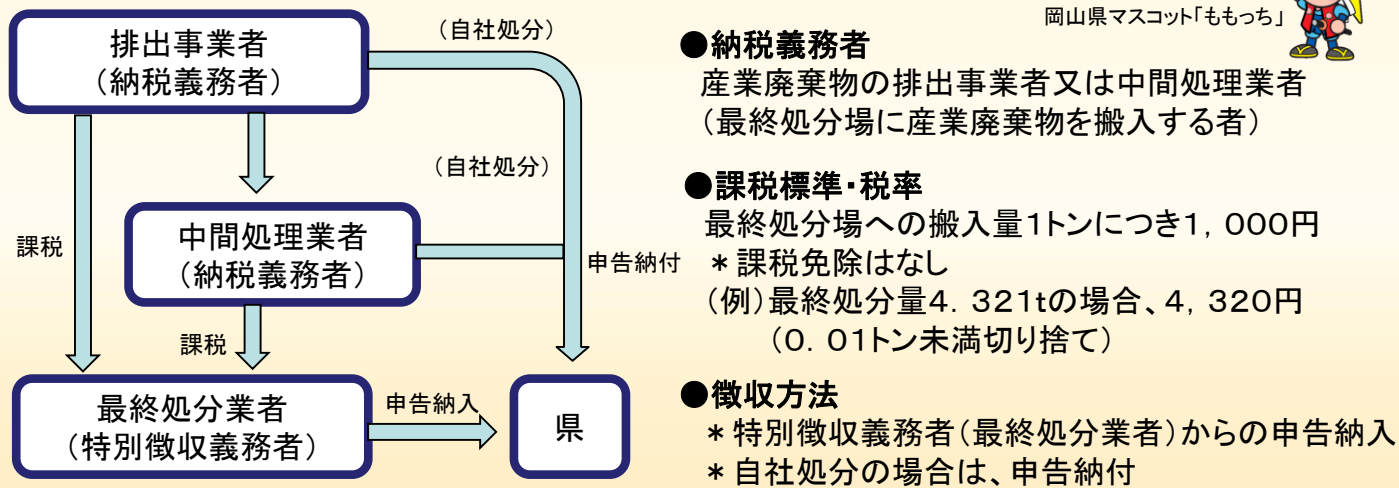 岡山県マスコット「ももっち」
排出事業者
（納税義務者）
（自社処分）
（自社処分）
中間処理業者
（納税義務者）
課税
課税
申告納付
最終処分業者
（特別徴収義務者）
申告納入
県
●納税義務者
産業廃棄物の排出事業者又は中間処理業者
（最終処分場に産業廃棄物を搬入する者）
●課税標準・税率
最終処分場への搬入量1トンにつき1，000円
＊課税免除はなし
（例）最終処分量4．321tの場合、4，320円
（0．01トン未満切り捨て）
●徴収方法
＊特別徴収義務者（最終処分業者）からの申告納入
＊自社処分の場合は、申告納付